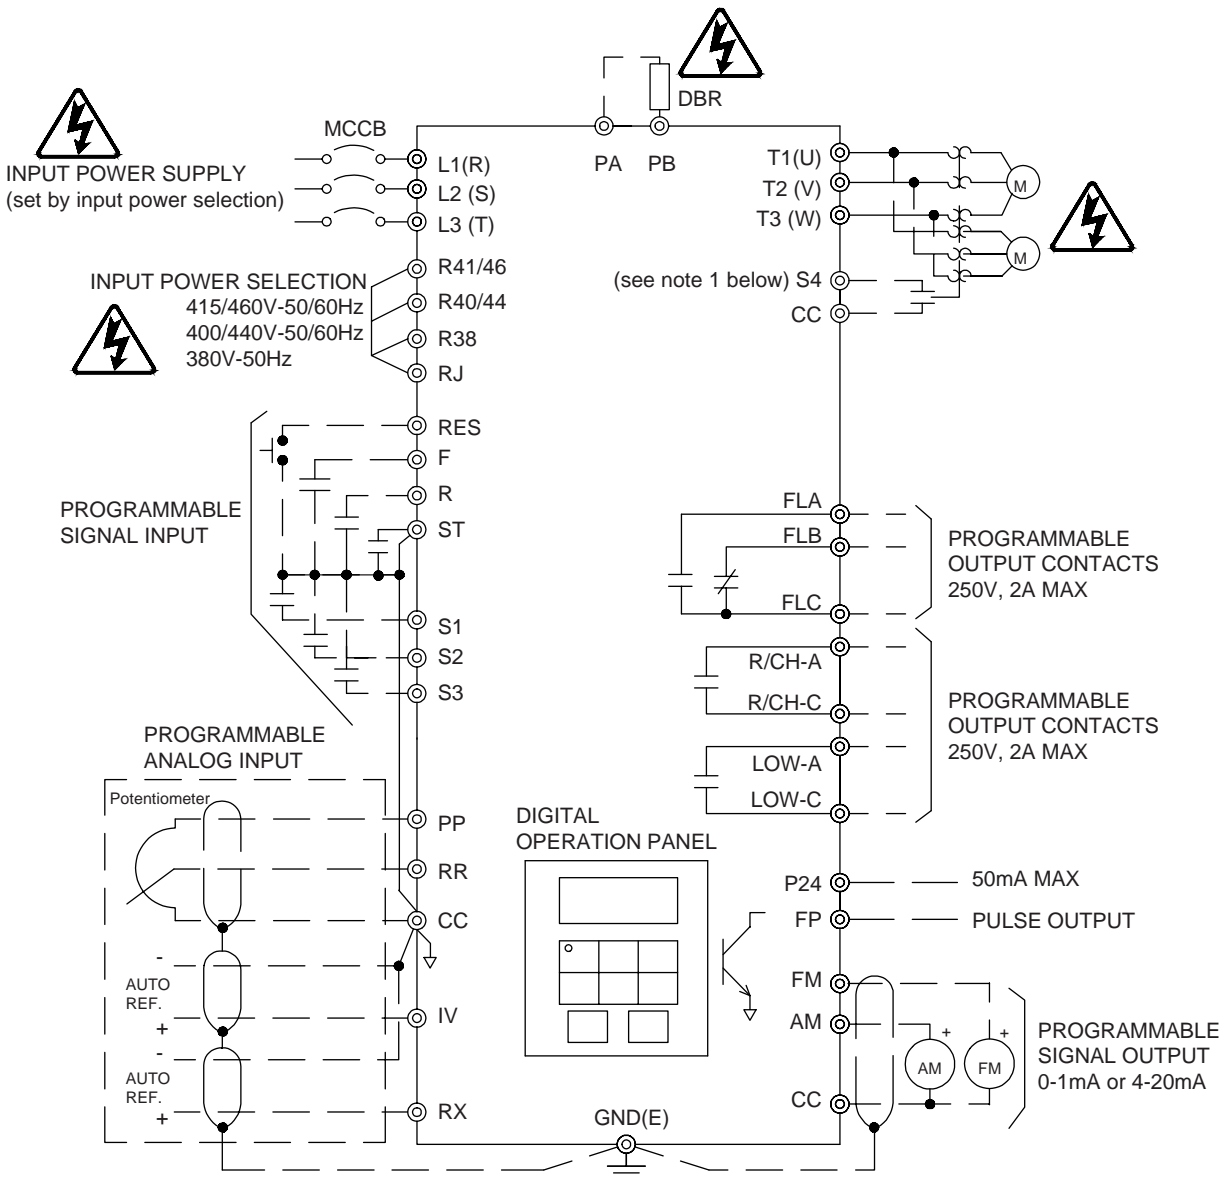 DBR
MCCB
PA PB
INPUT POWER SUPPLY
(set by input power selection)
L1(R)
L2 (S)
L3 (T)
T1(U)
T2 (V)
T3 (W)
M
M
INPUT POWER SELECTION
415/460V-50/60Hz
400/440V-50/60Hz
380V-50Hz
R41/46
R40/44
R38
RJ
(see note 1 below) S4
CC
RES
F
R
ST
S1
S2
S3
PROGRAMMABLE
SIGNAL INPUT
FLA
FLB
FLC
PROGRAMMABLE
OUTPUT CONTACTS
250V, 2A MAX
R/CH-A
R/CH-C
LOW-A
LOW-C
PROGRAMMABLE
OUTPUT CONTACTS
250V, 2A MAX
PROGRAMMABLE
ANALOG INPUT
Potentiometer
PP
RR
CC
-
AUTO
REF.
+
IV
-
AUTO
REF.
+
RX
DIGITAL
OPERATION PANEL
P24
50mA MAX
FP
PULSE OUTPUT
FM
AM
CC
+
+
AM
FM
PROGRAMMABLE
SIGNAL OUTPUT
0-1mA or 4-20mA
GND(E)